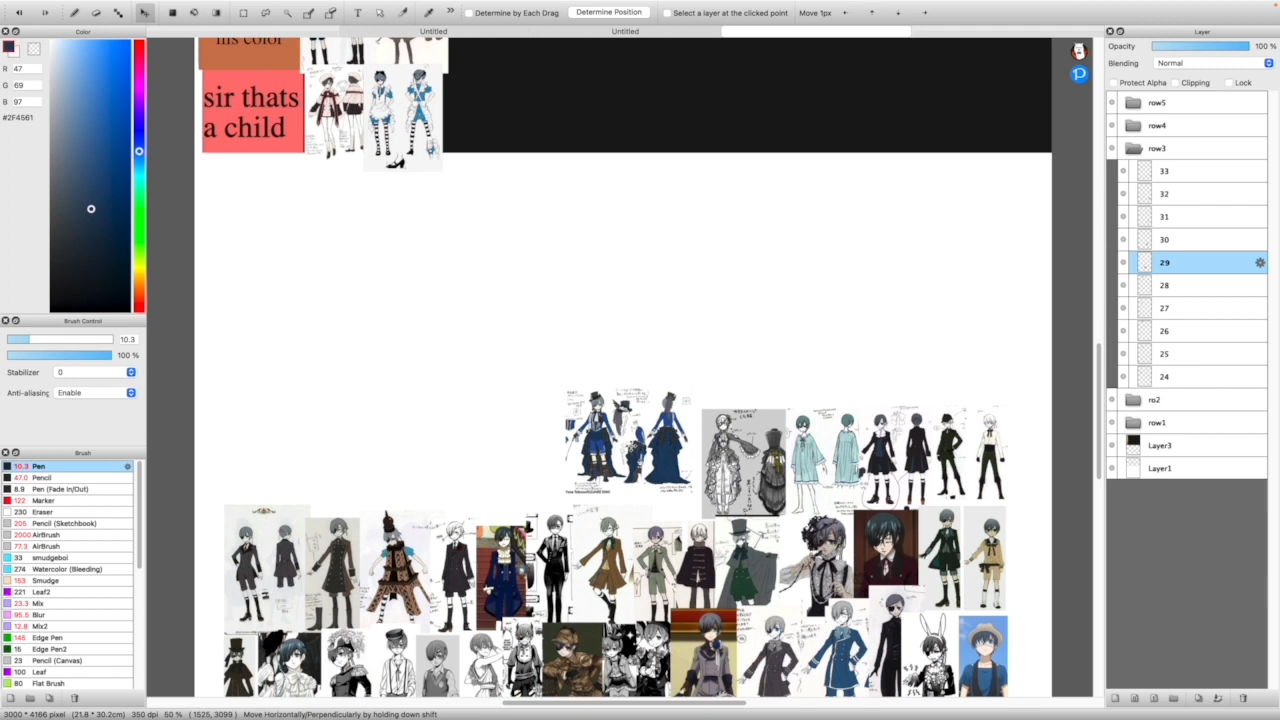 Determine by Each Drag Determine Position Select a layer at the clicked point Move 1px
Color Untitled Untitled Layer
R 47
G 69
B 97
#2F4561
his color
sir thats
a child
Opacity 100 %
Blending Normal
Protect Alpha Clipping Lock
row5
row4
row3
33
32
31
30
29
28
27
26
25
24
ro2
row1
Layer3
Layer1
Brush Control
10.3
100 %
Stabilizer 0
Anti-aliasing Enable
Brush
10.3 Pen
47.0 Pencil
8.9 Pen (Fade In/Out)
122 Marker
230 Eraser
205 Pencil (Sketchbook)
2000 AirBrush
77.3 AirBrush
33 smudgeboi
274 Watercolor (Bleeding)
153 Smudge
221 Leaf2
23.3 Mix
95.5 Blur
12.8 Mix2
145 Edge Pen
16 Edge Pen2
23 Pencil (Canvas)
100 Leaf
80 Flat Brush
3000 * 4166 pixel (21.8 * 30.2cm) 350 dpi 50 % ( 1525, 3099 ) Move Horizontally/Perpendicularly by holding down shift